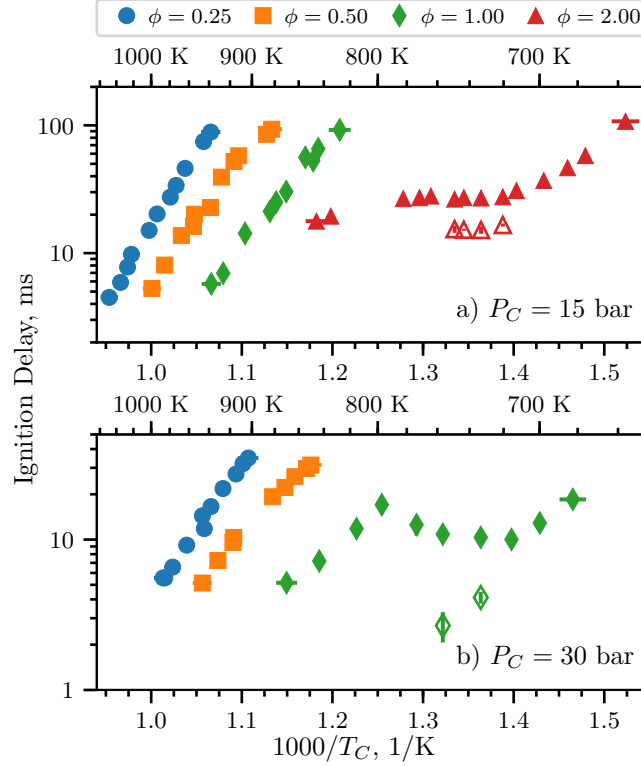 ϕ = 0.25 ϕ = 0.50 ϕ = 1.00 ϕ = 2.00
1000 K 900 K 800 K 700 K
100
10
a) P_C = 15 bar
1.0 1.1 1.2 1.3 1.4 1.5
Ignition Delay, ms
1000 K 900 K 800 K 700 K
10
1
b) P_C = 30 bar
1.0 1.1 1.2 1.3 1.4 1.5
1000/T_C, 1/K